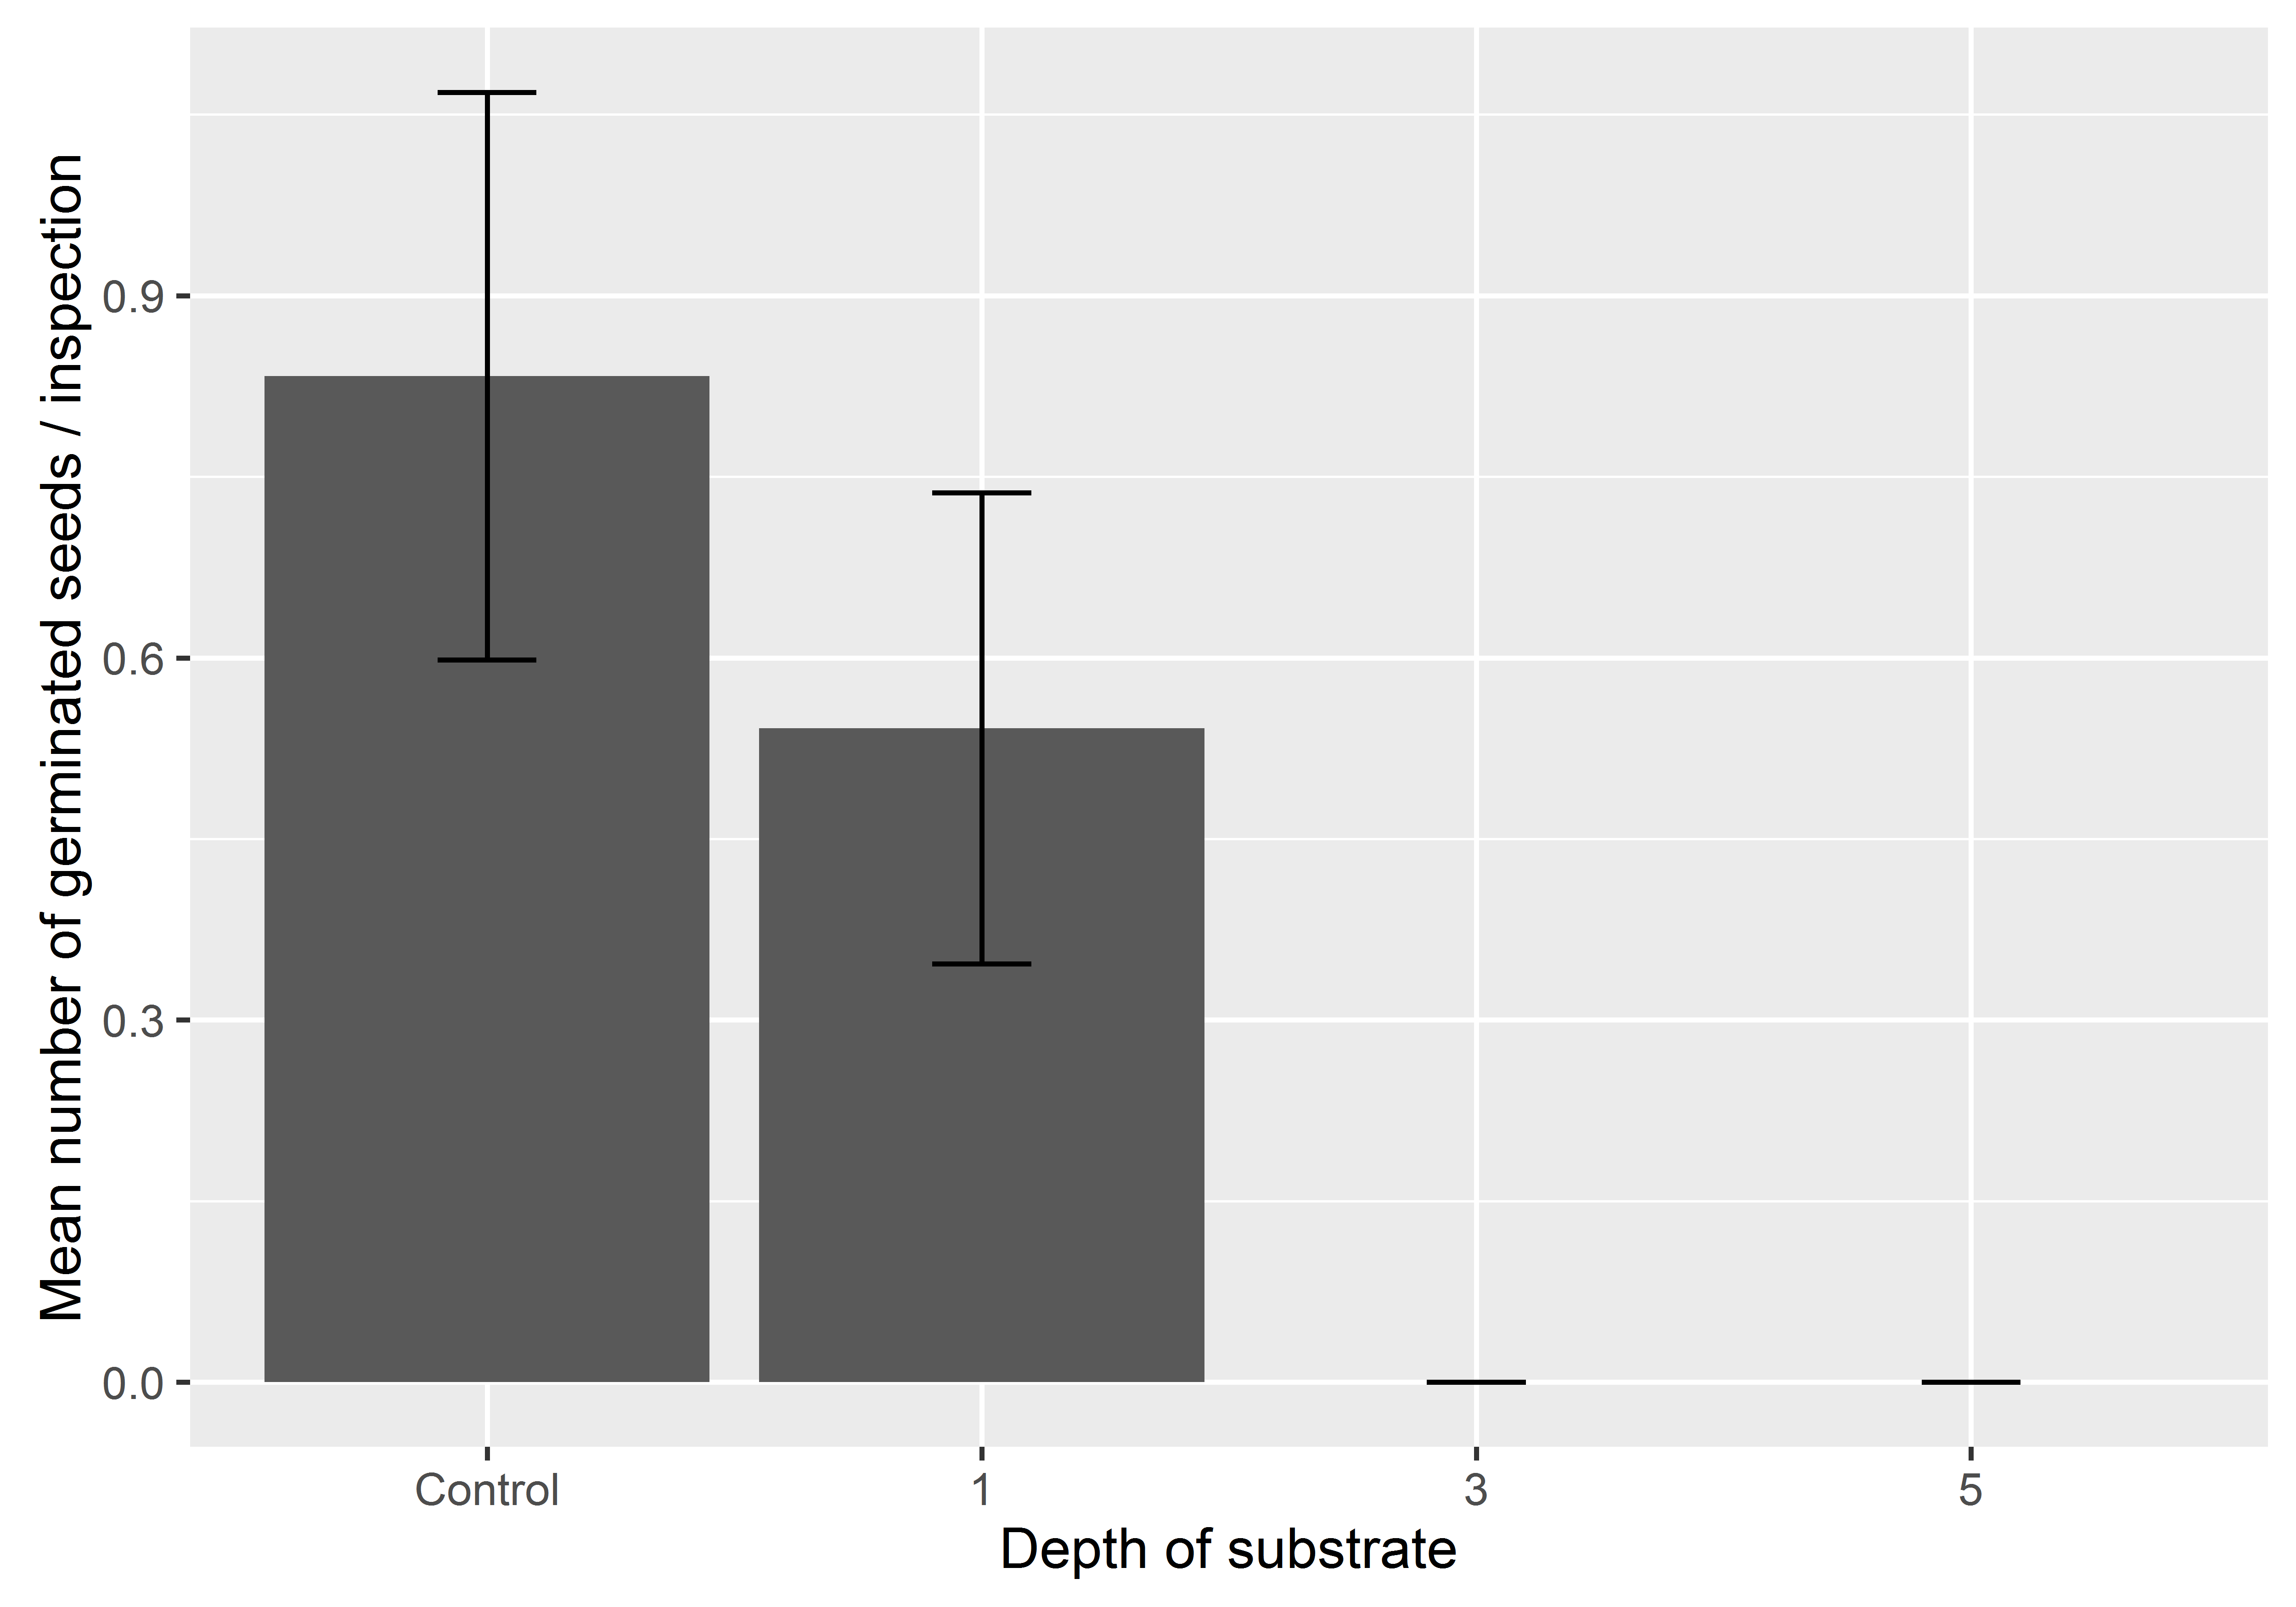 Mean number of germinated seeds / inspection
0.9
0.6
0.3
0.0
Control
1
3
5
Depth of substrate